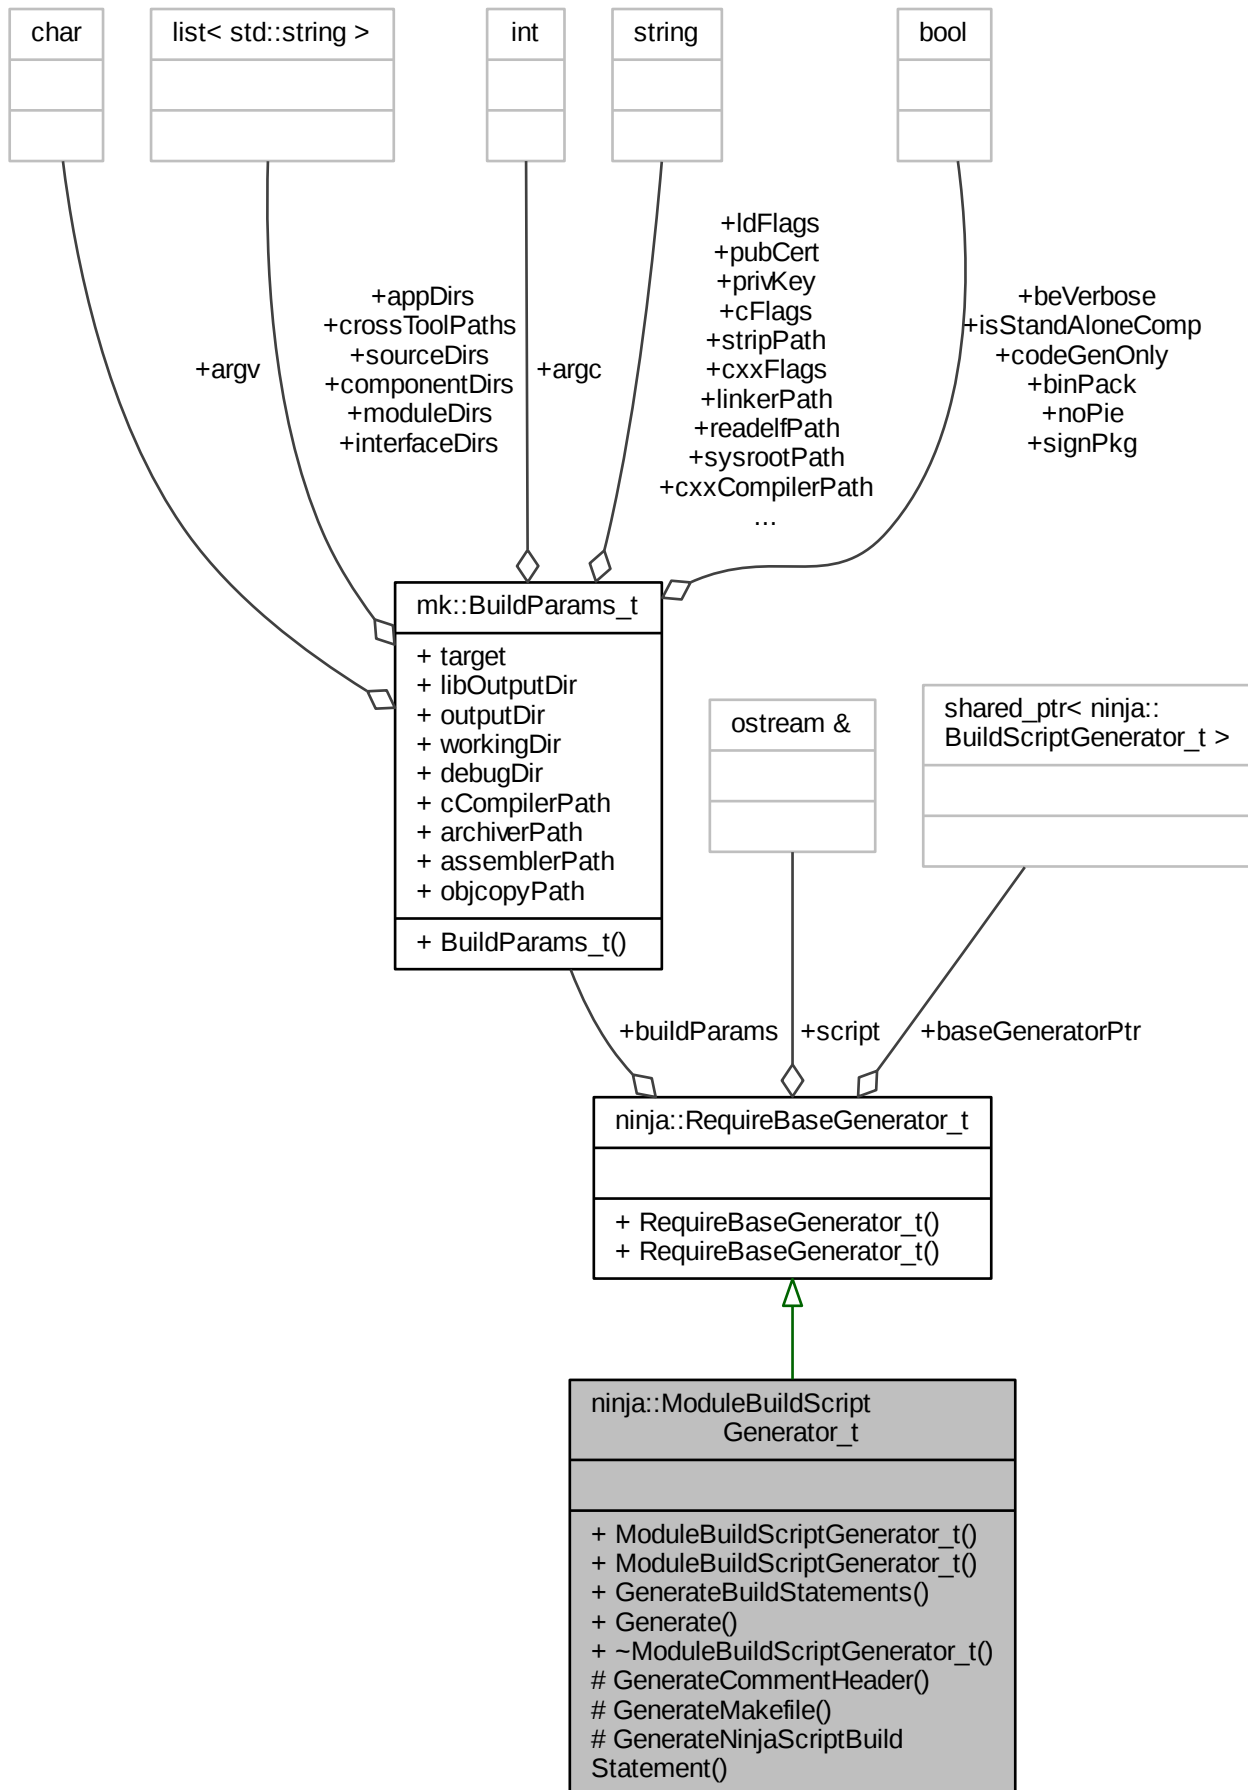 char
list< std::string >
int
string
bool
+argv
+appDirs
+crossToolPaths
+sourceDirs
+componentDirs
+moduleDirs
+interfaceDirs
+argc
+ldFlags
+pubCert
+privKey
+cFlags
+stripPath
+cxxFlags
+linkerPath
+readelfPath
+sysrootPath
+cxxCompilerPath
...
+beVerbose
+isStandAloneComp
+codeGenOnly
+binPack
+noPie
+signPkg
mk::BuildParams_t
+ target
+ libOutputDir
+ outputDir
+ workingDir
+ debugDir
+ cCompilerPath
+ archiverPath
+ assemblerPath
+ objcopyPath
+ BuildParams_t()
ostream &
shared_ptr< ninja::
BuildScriptGenerator_t >
+buildParams
+script
+baseGeneratorPtr
ninja::RequireBaseGenerator_t
+ RequireBaseGenerator_t()
+ RequireBaseGenerator_t()
ninja::ModuleBuildScript
Generator_t
+ ModuleBuildScriptGenerator_t()
+ ModuleBuildScriptGenerator_t()
+ GenerateBuildStatements()
+ Generate()
+ ~ModuleBuildScriptGenerator_t()
# GenerateCommentHeader()
# GenerateMakefile()
# GenerateNinjaScriptBuild
Statement()